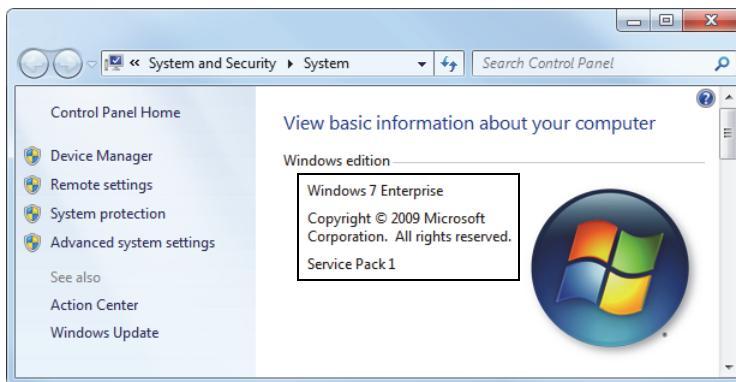 « System and Security ▸ System
Search Control Panel
Control Panel Home
Device Manager
Remote settings
System protection
Advanced system settings
See also
Action Center
Windows Update
View basic information about your computer
Windows edition
Windows 7 Enterprise
Copyright © 2009 Microsoft
Corporation. All rights reserved.
Service Pack 1